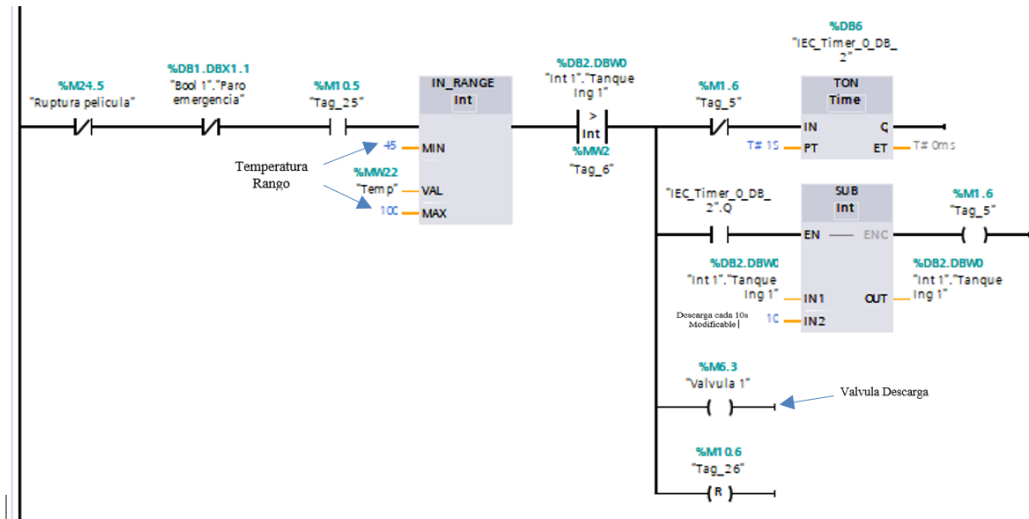 %M24.5
"Ruptura pelicula"
%DB1.DBX1.1
"Bool 1"."Paro
emergencia"
%M10.5
"Tag_25"
IN_RANGE
Int
45
MIN
%MW22
"Temp"
VAL
100
MAX
Temperatura
Rango
%DB2.DBW0
"Int 1"."Tanque
Ing 1"
>
Int
%MW2
"Tag_6"
%M1.6
"Tag_5"
%DB6
"IEC_Timer_0_DB_
2"
TON
Time
IN
Q
T# 1S
PT
ET
T# 0ms
"IEC_Timer_0_DB_
2".Q
SUB
Int
EN
ENO
%M1.6
"Tag_5"
%DB2.DBW0
"Int 1"."Tanque
Ing 1"
IN1
OUT
%DB2.DBW0
"Int 1"."Tanque
Ing 1"
Descarga cada 10s
Modificable
10
IN2
%M6.3
"Valvula 1"
Valvula Descarga
%M10.6
"Tag_26"
R